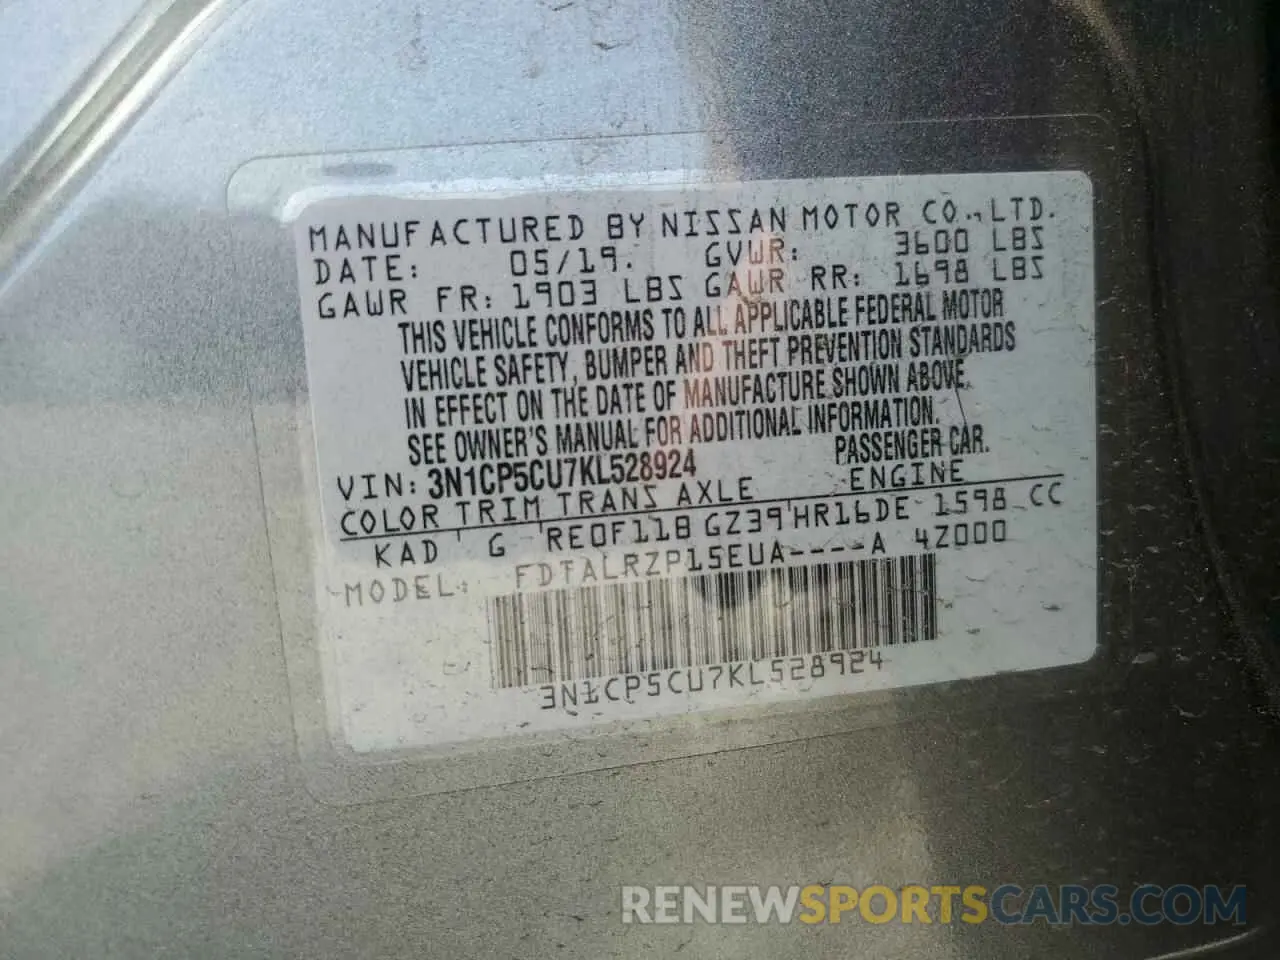 MANUFACTURED BY NISSAN MOTOR CO., LTD.
DATE: 05/19. GVWR: 3600 LBS
GAWR FR: 1903 LBS GAWR RR: 1698 LBS
THIS VEHICLE CONFORMS TO ALL APPLICABLE FEDERAL MOTOR
VEHICLE SAFETY, BUMPER AND THEFT PREVENTION STANDARDS
IN EFFECT ON THE DATE OF MANUFACTURE SHOWN ABOVE.
SEE OWNER'S MANUAL FOR ADDITIONAL INFORMATION.
VIN: 3N1CP5CU7KL528924 PASSENGER CAR.
COLOR TRIM TRANS AXLE ENGINE
KAD G RE0F11B GZ39 HR16DE 1598 CC
MODEL: FDTALRZP15EUA----A 4Z000
3N1CP5CU7KL528924
RENEWSPORTSCARS.COM